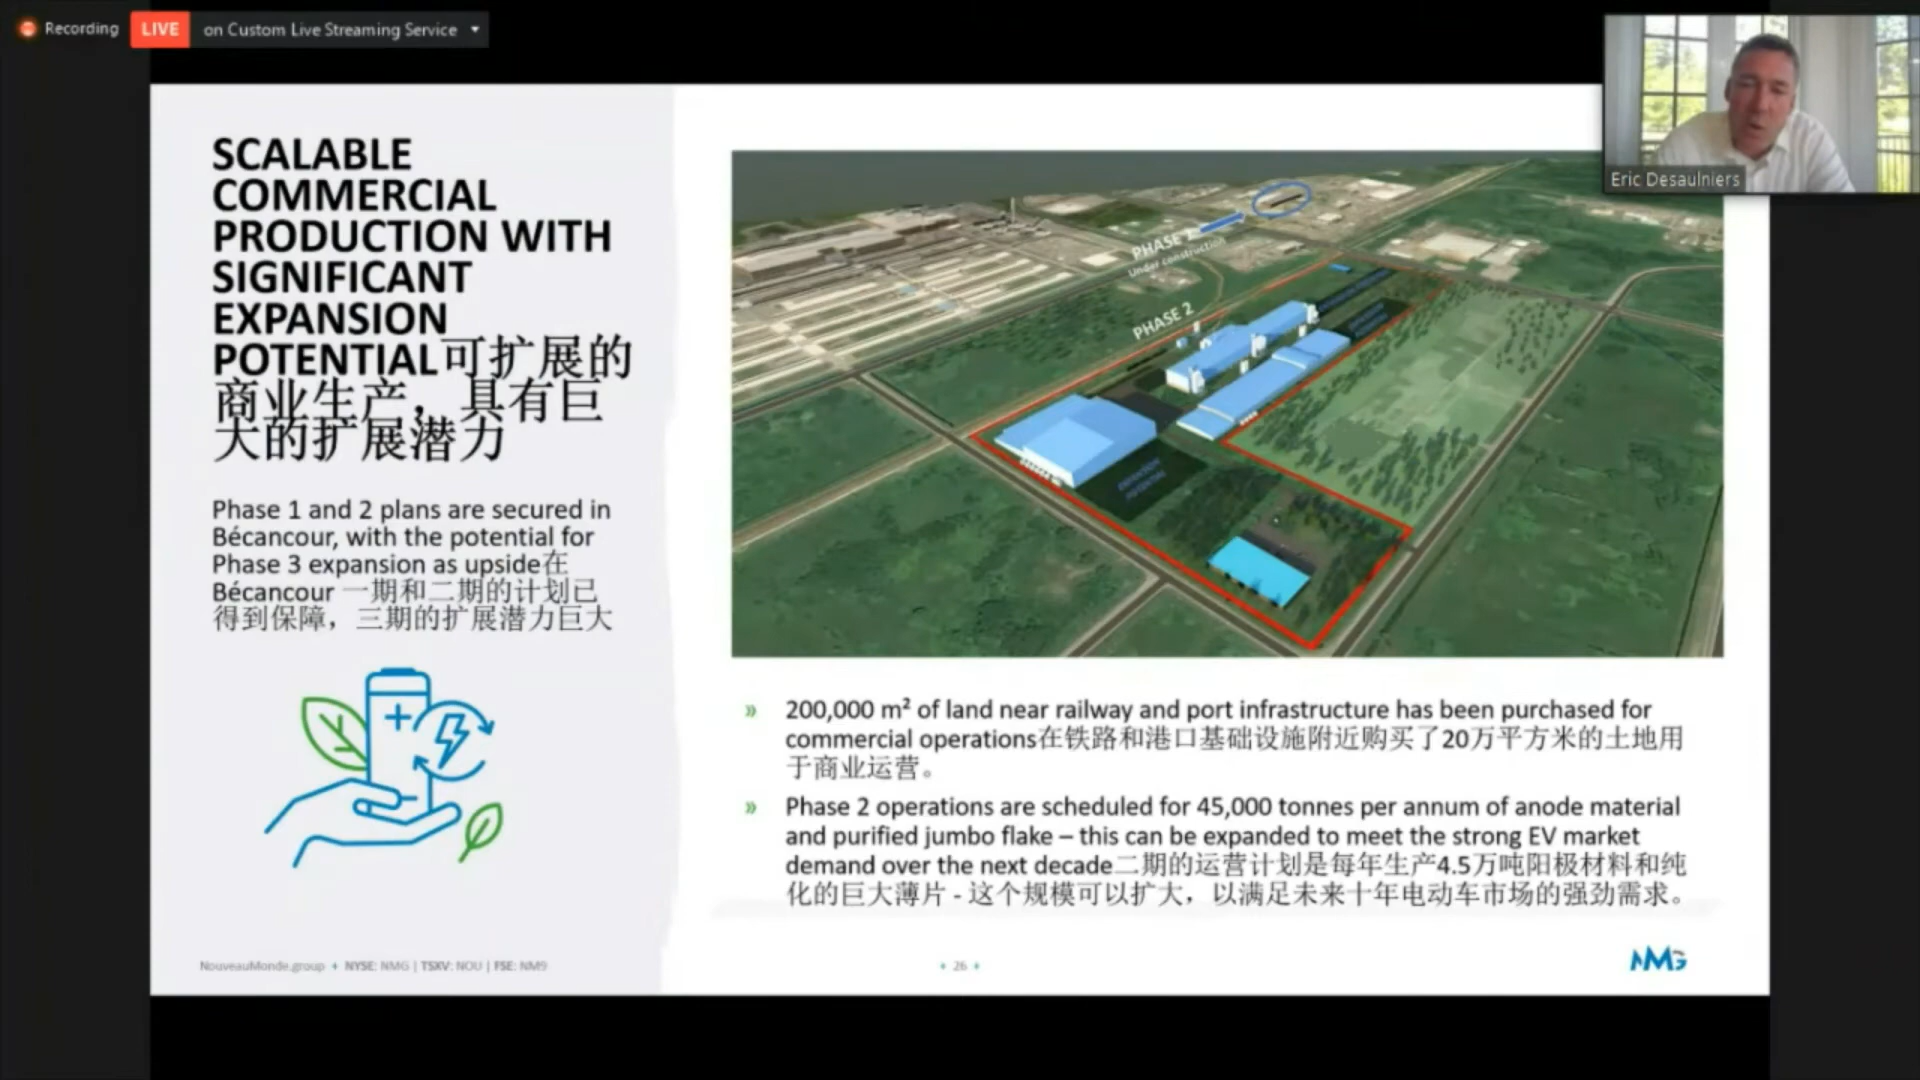 Recording
LIVE
on Custom Live Streaming Service
Eric Desaulniers
SCALABLE
COMMERCIAL
PRODUCTION WITH
SIGNIFICANT
EXPANSION
POTENTIAL可扩展的
商业生产，具有巨
大的扩展潜力
Phase 1 and 2 plans are secured in
Bécancour, with the potential for
Phase 3 expansion as upside在
Bécancour 一期和二期的计划已
得到保障，三期的扩展潜力巨大
PHASE 1
Under construction
PHASE 2
» 200,000 m² of land near railway and port infrastructure has been purchased for
commercial operations在铁路和港口基础设施附近购买了20万平方米的土地用
于商业运营。
» Phase 2 operations are scheduled for 45,000 tonnes per annum of anode material
and purified jumbo flake – this can be expanded to meet the strong EV market
demand over the next decade二期的运营计划是每年生产4.5万吨阳极材料和纯
化的巨大薄片 - 这个规模可以扩大，以满足未来十年电动车市场的强劲需求。
NouveauMonde.group + NYSE: NMG | TSXV: NOU | FSE: NM9
+ 26 +
NMG